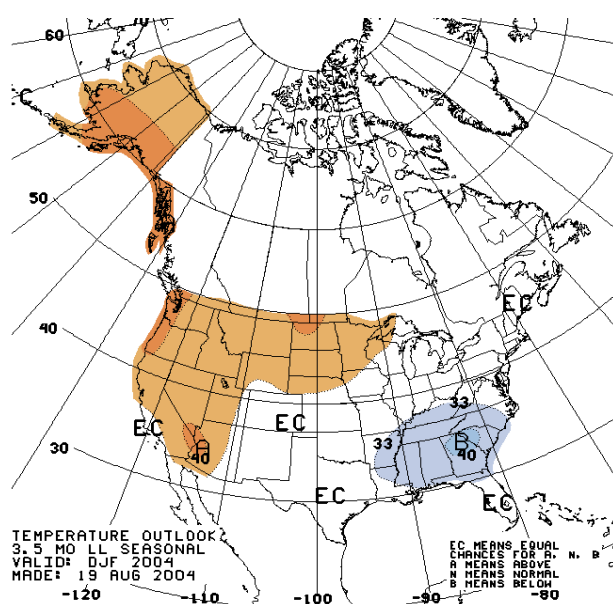 60
70
C
50
40
30
EC
EC
EC
33
33
EC
A
40
B
40
EC
TEMPERATURE OUTLOOK
3.5 MO LL SEASONAL
VALID: DJF 2004
MADE: 19 AUG 2004
EC MEANS EQUAL
CHANCES FOR A, N, B
A MEANS ABOVE
N MEANS NORMAL
B MEANS BELOW
-120
-110
-100
-90
-80